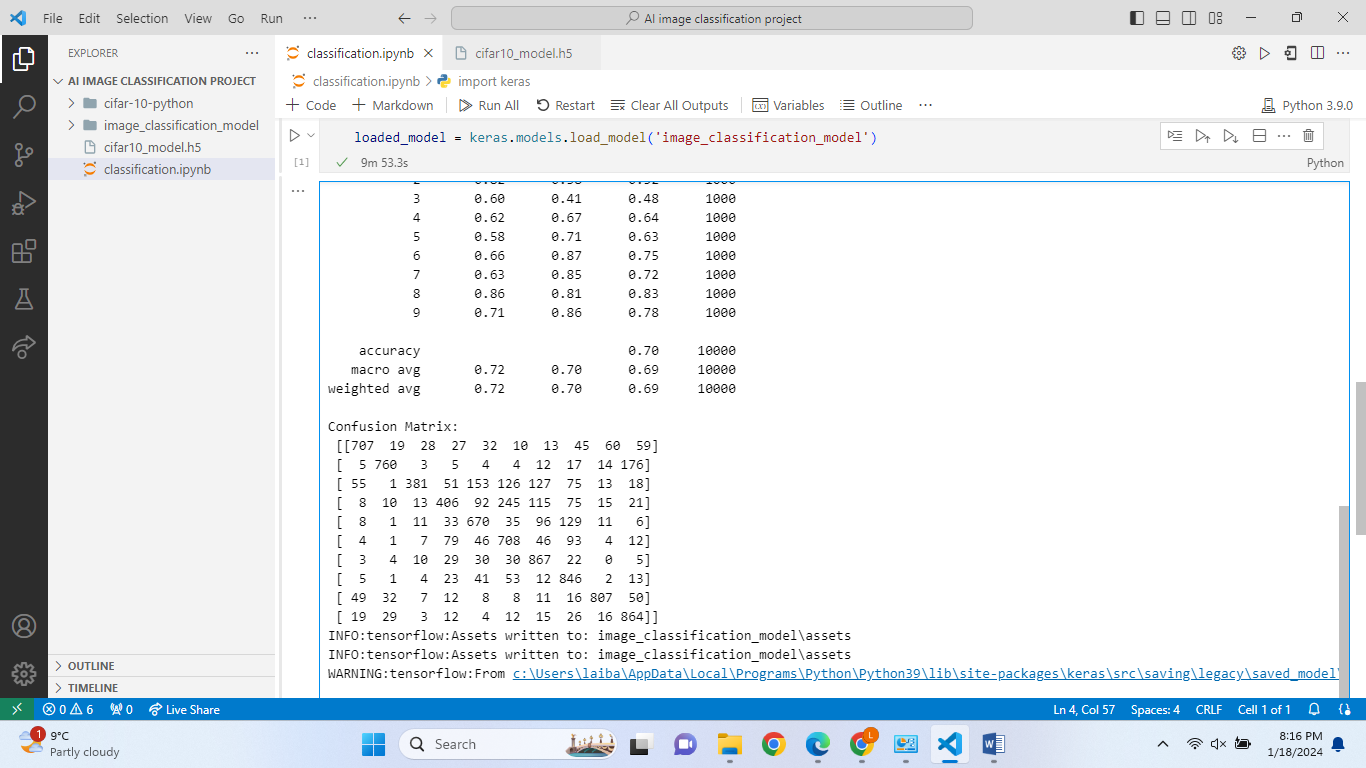 File Edit Selection View Go Run ··· AI image classification project
EXPLORER ···
AI IMAGE CLASSIFICATION PROJECT
cifar-10-python
image_classification_model
cifar10_model.h5
classification.ipynb
OUTLINE
TIMELINE
classification.ipynb cifar10_model.h5
classification.ipynb import keras
Code Markdown Run All Restart Clear All Outputs Variables Outline ··· Python 3.9.0
loaded_model = keras.models.load_model('image_classification_model')
[1] 9m 53.3s Python
3 0.60 0.41 0.48 1000
4 0.62 0.67 0.64 1000
5 0.58 0.71 0.63 1000
6 0.66 0.87 0.75 1000
7 0.63 0.85 0.72 1000
8 0.86 0.81 0.83 1000
9 0.71 0.86 0.78 1000
accuracy 0.70 10000
macro avg 0.72 0.70 0.69 10000
weighted avg 0.72 0.70 0.69 10000
Confusion Matrix:
[[707 19 28 27 32 10 13 45 60 59]
[ 5 760 3 5 4 4 12 17 14 176]
[ 55 1 381 51 153 126 127 75 13 18]
[ 8 10 13 406 92 245 115 75 15 21]
[ 8 1 11 33 670 35 96 129 11 6]
[ 4 1 7 79 46 708 46 93 4 12]
[ 3 4 10 29 30 30 867 22 0 5]
[ 5 1 4 23 41 53 12 846 2 13]
[ 49 32 7 12 8 8 11 16 807 50]
[ 19 29 3 12 4 12 15 26 16 864]]
INFO:tensorflow:Assets written to: image_classification_model\assets
INFO:tensorflow:Assets written to: image_classification_model\assets
WARNING:tensorflow:From c:\Users\laiba\AppData\Local\Programs\Python\Python39\lib\site-packages\keras\src\saving\legacy\saved_model\
0 6 0 Live Share Ln 4, Col 57 Spaces: 4 CRLF Cell 1 of 1
1 9°C
Partly cloudy
Search
L
8:16 PM
1/18/2024